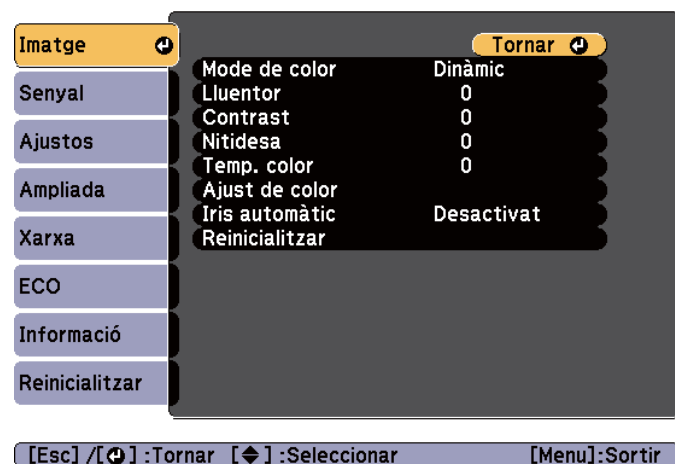 Imatge
Senyal
Ajustos
Ampliada
Xarxa
ECO
Informació
Reinicialitzar
Tornar
Mode de color Dinàmic
Lluentor 0
Contrast 0
Nitidesa 0
Temp. color 0
Ajust de color
Iris automàtic Desactivat
Reinicialitzar
[Esc] /[ ] :Tornar [ ] :Seleccionar [Menu]:Sortir